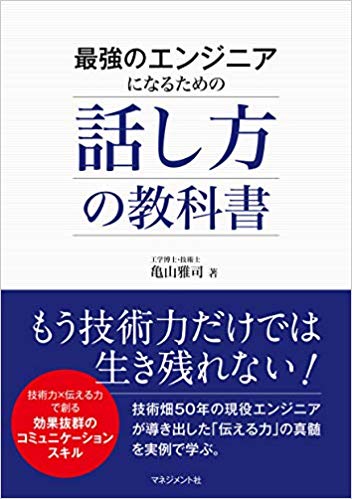 最強のエンジニア
になるための
話し方
の教科書
工学博士・技術士
亀山雅司 著
もう技術力だけでは
生き残れない!
技術力×伝える力
で創る
効果抜群の
コミュニケーション
スキル
技術畑50年の現役エンジニア
が導き出した「伝える力」の真髄
を実例で学ぶ。
マネジメント社